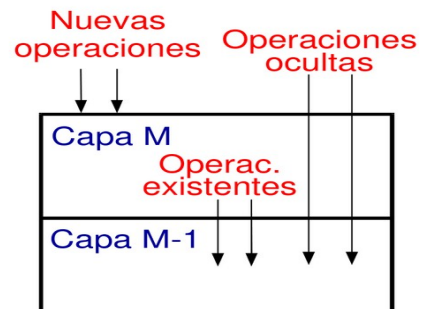 Nuevas
operaciones
Operaciones
ocultas
Capa M
Operac.
existentes
Capa M-1